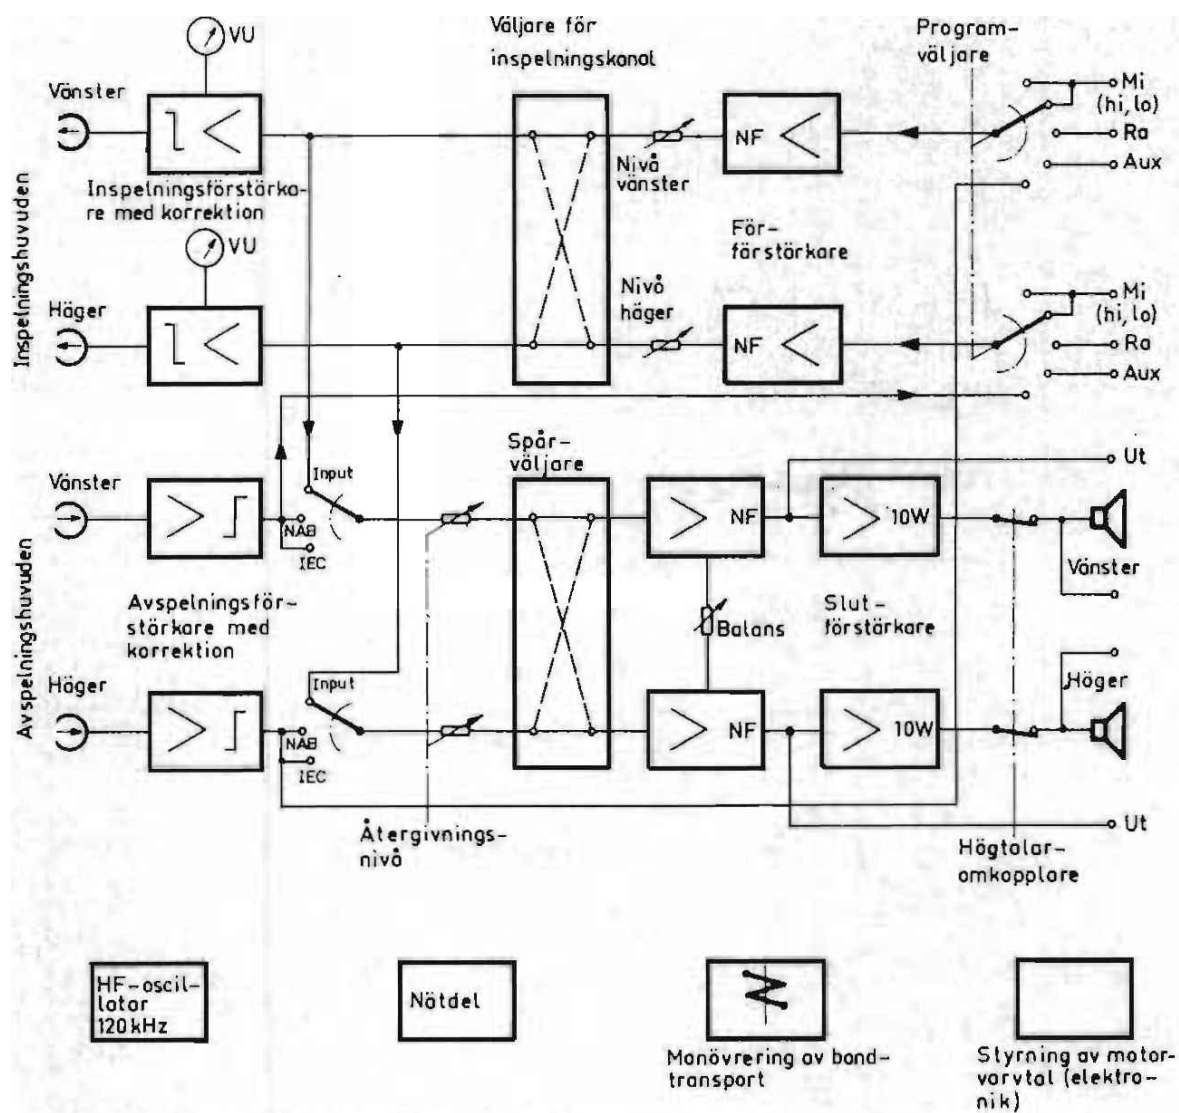 VU
Väljare för
inspelningskanal
Program-
väljare
Vänster
Mi
(hi, lo)
NF
Ra
Nivå
vänster
Aux
Inspelningsförstärka-
re med korrektion
VU
För-
förstärkare
Inspelningshuvuden
Höger
Nivå
höger
Mi
(hi, lo)
NF
Ra
Aux
Spår-
väljare
Ut
Vänster
Input
NAB
IEC
NF
10W
Vänster
Avspelningshuvuden
Avspelningsför-
stärkare med
korrektion
Balans
Slut-
förstärkare
Höger
Input
Höger
NAB
IEC
NF
10W
Återgivnings-
nivå
Ut
Högtalar-
omkopplare
HF-oscil-
lator
120kHz
Nätdel
Manövrering av band-
transport
Styrning av motor-
varvtal (elektro-
nik)